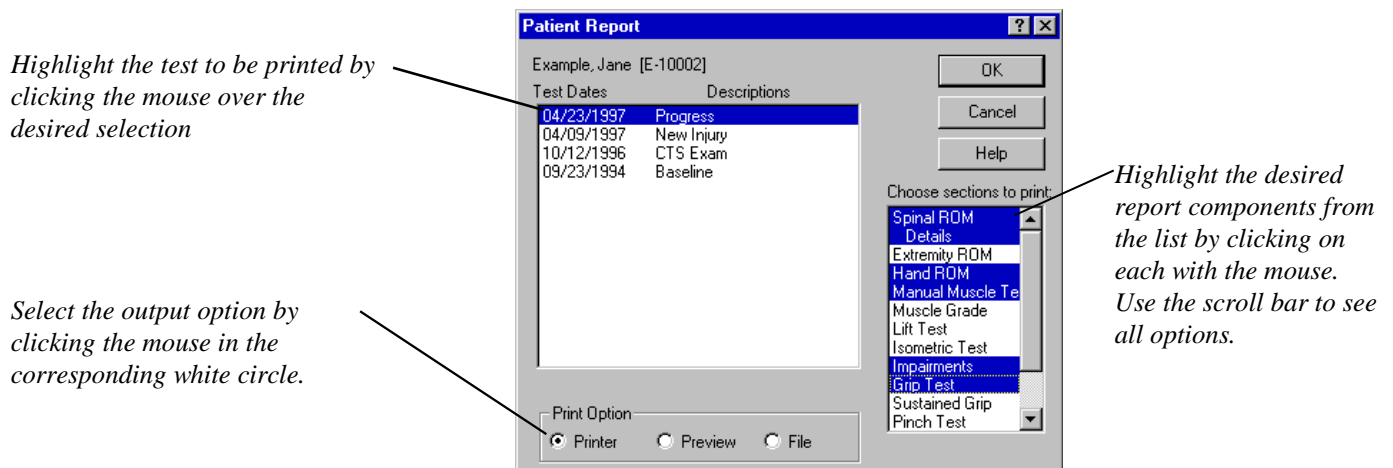 Highlight the test to be printed by
clicking the mouse over the
desired selection
Select the output option by
clicking the mouse in the
corresponding white circle.
Patient Report
Example, Jane [E-10002]
Test Dates Descriptions
04/23/1997 Progress
04/09/1997 New Injury
10/12/1996 CTS Exam
09/23/1994 Baseline
Print Option
Printer Preview File
OK
Cancel
Help
Choose sections to print:
Spinal ROM
Details
Extremity ROM
Hand ROM
Manual Muscle Te
Muscle Grade
Lift Test
Isometric Test
Impairments
Grip Test
Sustained Grip
Pinch Test
Highlight the desired
report components from
the list by clicking on
each with the mouse.
Use the scroll bar to see
all options.